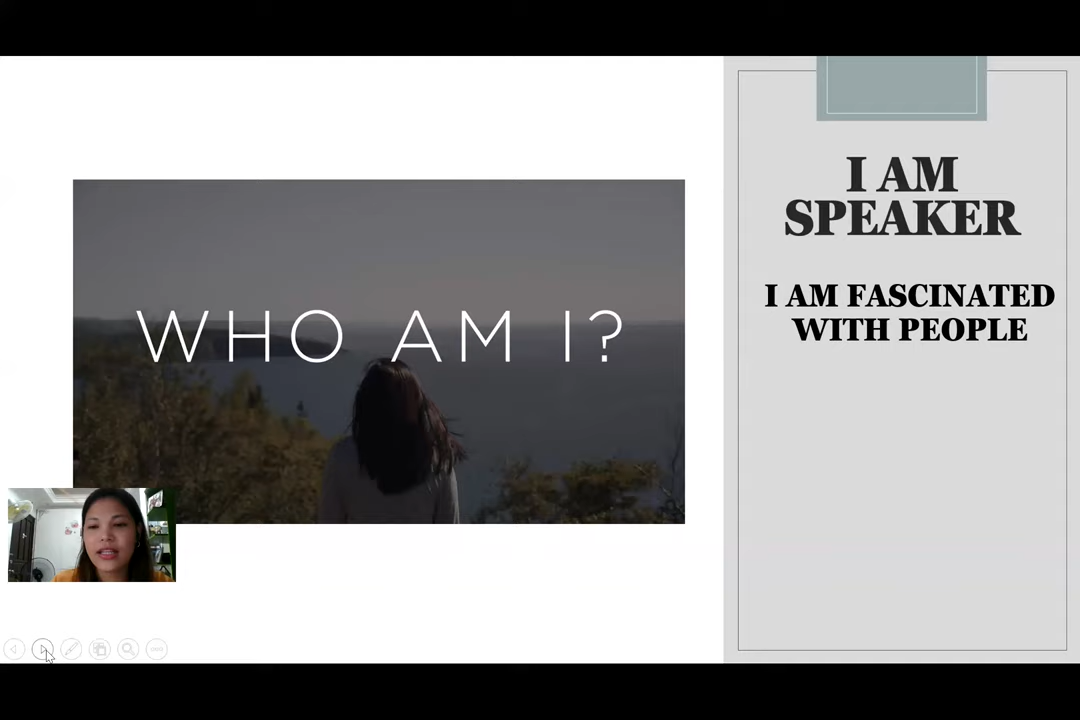 WHO AM I?
I AM
SPEAKER
I AM FASCINATED
WITH PEOPLE